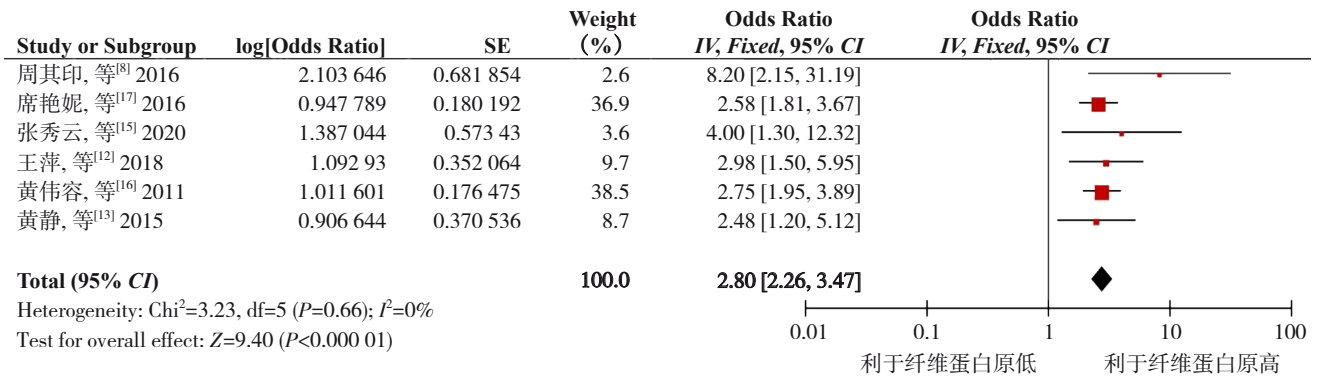 Weight Odds Ratio Odds Ratio
Study or Subgroup log[Odds Ratio] SE (%) IV, Fixed, 95% CI IV, Fixed, 95% CI
周其印, 等[8] 2016 2.103 646 0.681 854 2.6 8.20 [2.15, 31.19]
席艳妮, 等[17] 2016 0.947 789 0.180 192 36.9 2.58 [1.81, 3.67]
张秀云, 等[15] 2020 1.387 044 0.573 43 3.6 4.00 [1.30, 12.32]
王萍, 等[12] 2018 1.092 93 0.352 064 9.7 2.98 [1.50, 5.95]
黄伟容, 等[16] 2011 1.011 601 0.176 475 38.5 2.75 [1.95, 3.89]
黄静, 等[13] 2015 0.906 644 0.370 536 8.7 2.48 [1.20, 5.12]
Total (95% CI) 100.0 2.80 [2.26, 3.47]
Heterogeneity: Chi²=3.23, df=5 (P=0.66); I²=0%
Test for overall effect: Z=9.40 (P<0.000 01)
0.01 0.1 1 10 100
利于纤维蛋白原低 利于纤维蛋白原高